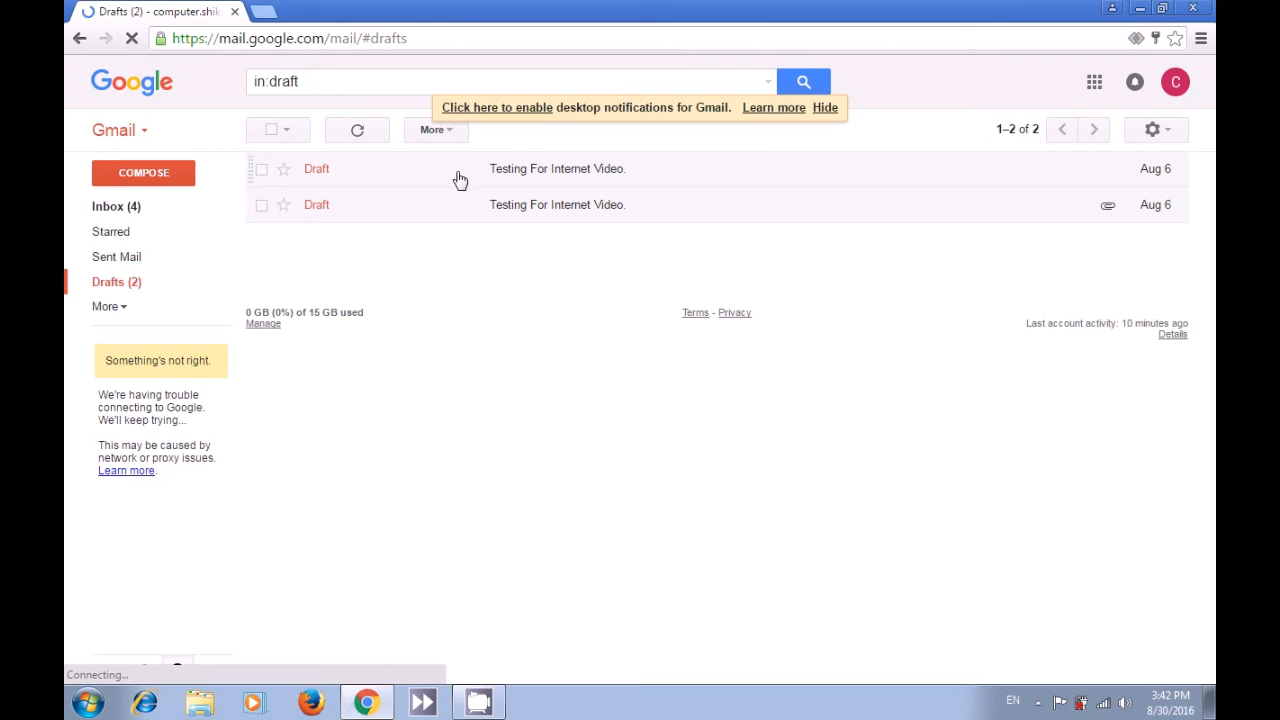 Drafts (2) - computer.shik
https://mail.google.com/mail/#drafts
Google
in:draft
C
Click here to enable desktop notifications for Gmail. Learn more Hide
Gmail
More
1–2 of 2
COMPOSE
Draft Testing For Internet Video. Aug 6
Draft Testing For Internet Video. Aug 6
Inbox (4)
Starred
Sent Mail
Drafts (2)
More
0 GB (0%) of 15 GB used
Manage
Terms - Privacy
Last account activity: 10 minutes ago
Details
Something's not right.
We're having trouble
connecting to Google.
We'll keep trying...
This may be caused by
network or proxy issues.
Learn more.
Connecting...
EN
3:42 PM
8/30/2016